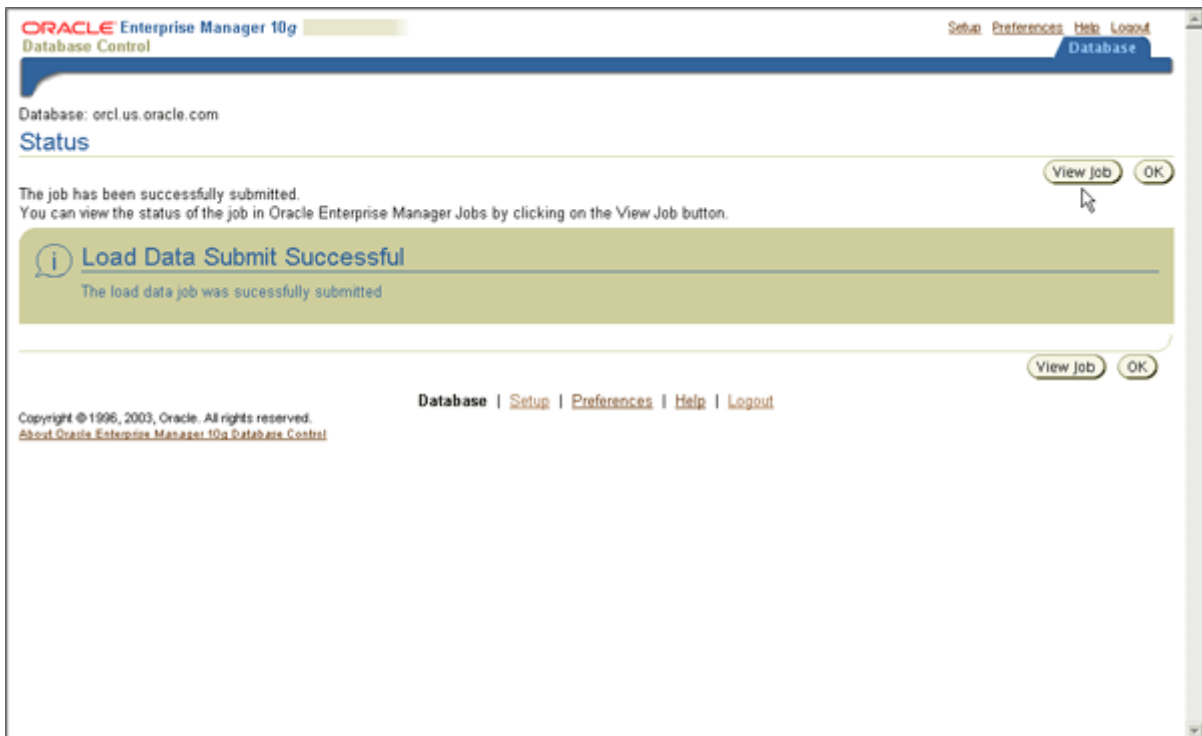 ORACLE Enterprise Manager 10g
Database Control
Setup Preferences Help Logout
Database
Database: orcl.us.oracle.com
Status
View Job OK
The job has been successfully submitted.
You can view the status of the job in Oracle Enterprise Manager Jobs by clicking on the View Job button.
i Load Data Submit Successful
The load data job was sucessfully submitted
View Job OK
Database | Setup | Preferences | Help | Logout
Copyright © 1996, 2003, Oracle. All rights reserved.
About Oracle Enterprise Manager 10g Database Control